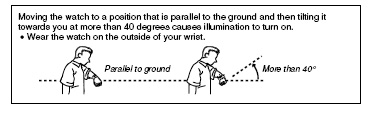 Moving the watch to a position that is parallel to the ground and then tilting it
towards you at more than 40 degrees causes illumination to turn on.
• Wear the watch on the outside of your wrist.
Parallel to ground
More than 40°